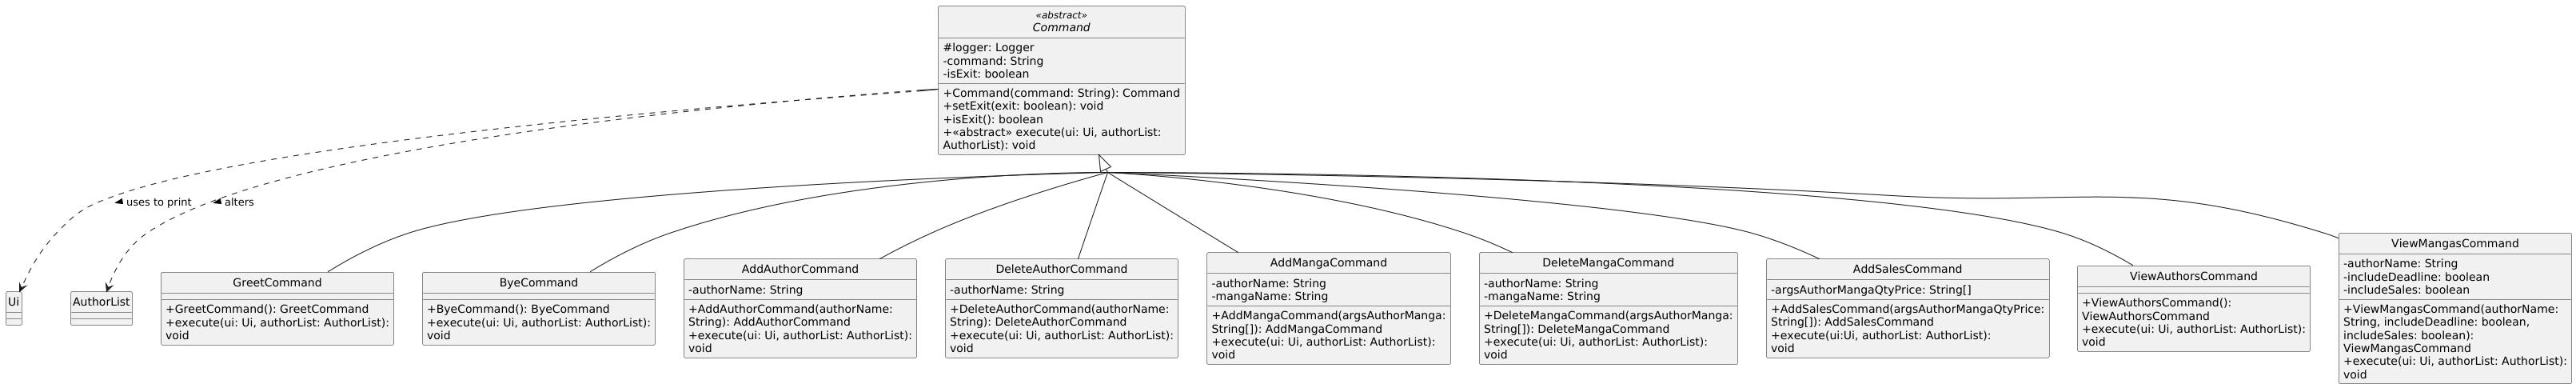 «abstract»
Command
#logger: Logger
-command: String
-isExit: boolean
+Command(command: String): Command
+setExit(exit: boolean): void
+isExit(): boolean
+«abstract» execute(ui: Ui, authorList:
AuthorList): void
uses to print
alters
Ui
AuthorList
GreetCommand
+GreetCommand(): GreetCommand
+execute(ui: Ui, authorList: AuthorList):
void
ByeCommand
+ByeCommand(): ByeCommand
+execute(ui: Ui, authorList: AuthorList):
void
AddAuthorCommand
-authorName: String
+AddAuthorCommand(authorName:
String): AddAuthorCommand
+execute(ui: Ui, authorList: AuthorList):
void
DeleteAuthorCommand
-authorName: String
+DeleteAuthorCommand(authorName:
String): DeleteAuthorCommand
+execute(ui: Ui, authorList: AuthorList):
void
AddMangaCommand
-authorName: String
-mangaName: String
+AddMangaCommand(argsAuthorManga:
String[]): AddMangaCommand
+execute(ui: Ui, authorList: AuthorList):
void
DeleteMangaCommand
-authorName: String
-mangaName: String
+DeleteMangaCommand(argsAuthorManga:
String[]): DeleteMangaCommand
+execute(ui: Ui, authorList: AuthorList):
void
AddSalesCommand
-argsAuthorMangaQtyPrice: String[]
+AddSalesCommand(argsAuthorMangaQtyPrice:
String[]): AddSalesCommand
+execute(ui:Ui, authorList: AuthorList):
void
ViewAuthorsCommand
+ViewAuthorsCommand():
ViewAuthorsCommand
+execute(ui: Ui, authorList: AuthorList):
void
ViewMangasCommand
-authorName: String
-includeDeadline: boolean
-includeSales: boolean
+ViewMangasCommand(authorName:
String, includeDeadline: boolean,
includeSales: boolean):
ViewMangasCommand
+execute(ui: Ui, authorList: AuthorList):
void